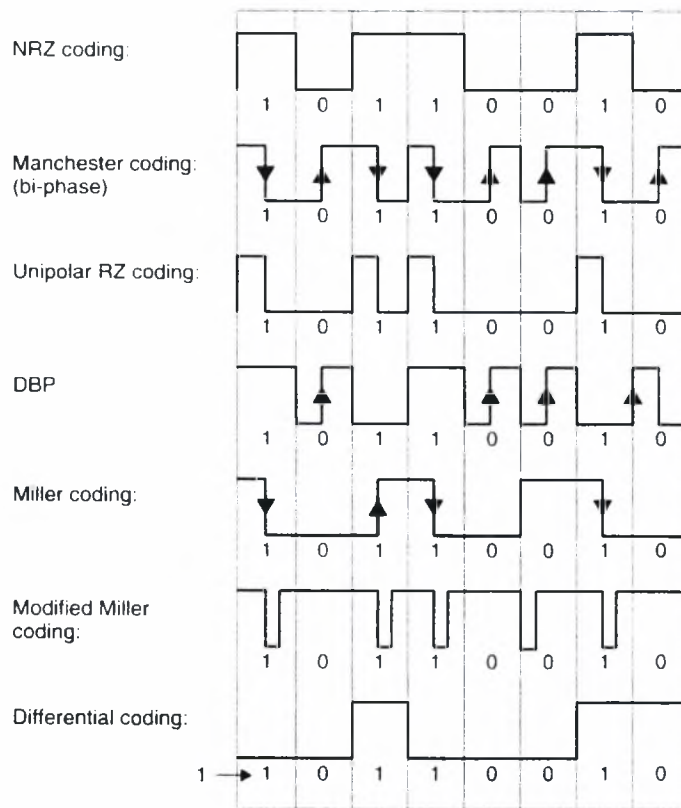 NRZ coding:
1 0 1 1 0 0 1 0
Manchester coding:
(bi-phase)
1 0 1 1 0 0 1 0
Unipolar RZ coding:
1 0 1 1 0 0 1 0
DBP
1 0 1 1 0 0 1 0
Miller coding:
1 0 1 1 0 0 1 0
Modified Miller
coding:
1 0 1 1 0 0 1 0
Differential coding:
1 → 1 0 1 1 0 0 1 0